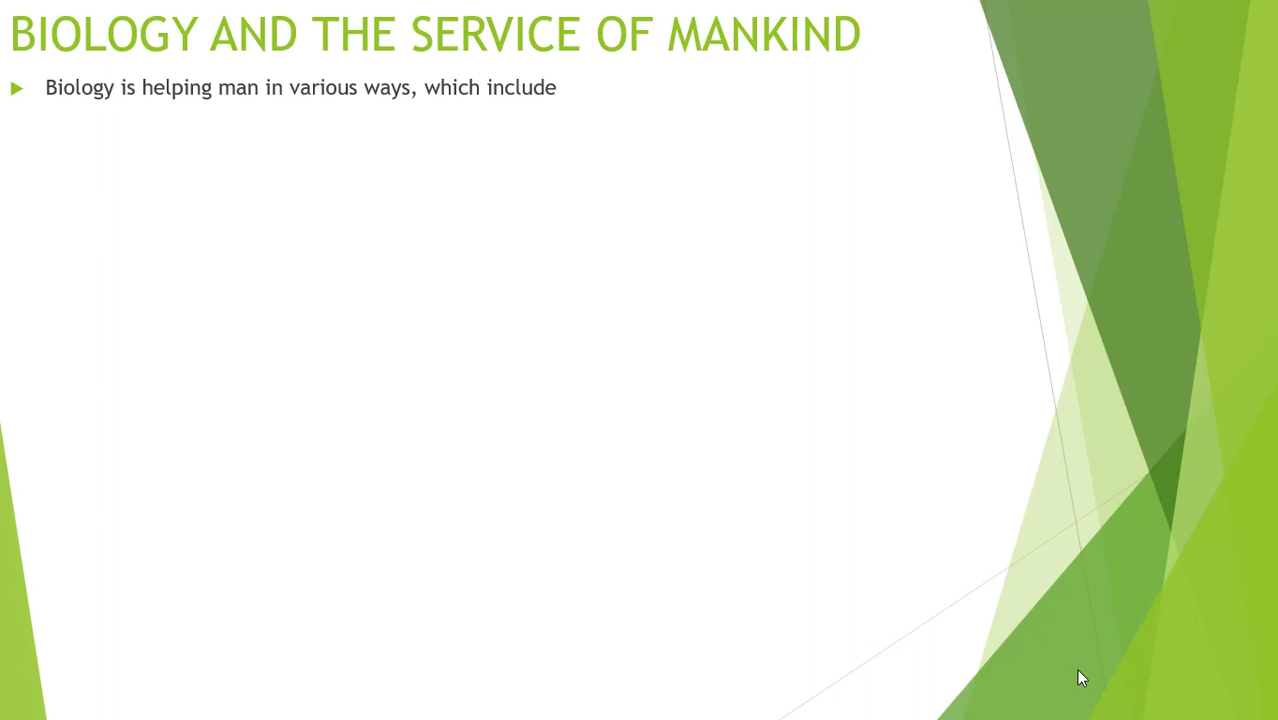 BIOLOGY AND THE SERVICE OF MANKIND
Biology is helping man in various ways, which include